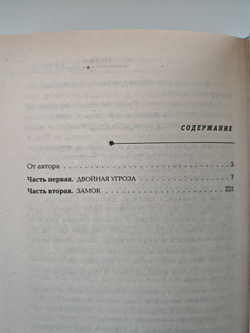 СОДЕРЖАНИЕ
От автора . . . . . . . . . . . . . . . . . . . . . . . . . . . . 5
Часть первая. ДВОЙНАЯ УГРОЗА . . . . . . . . . . . . . . 7
Часть вторая. ЗАМОК . . . . . . . . . . . . . . . . . . . . 221